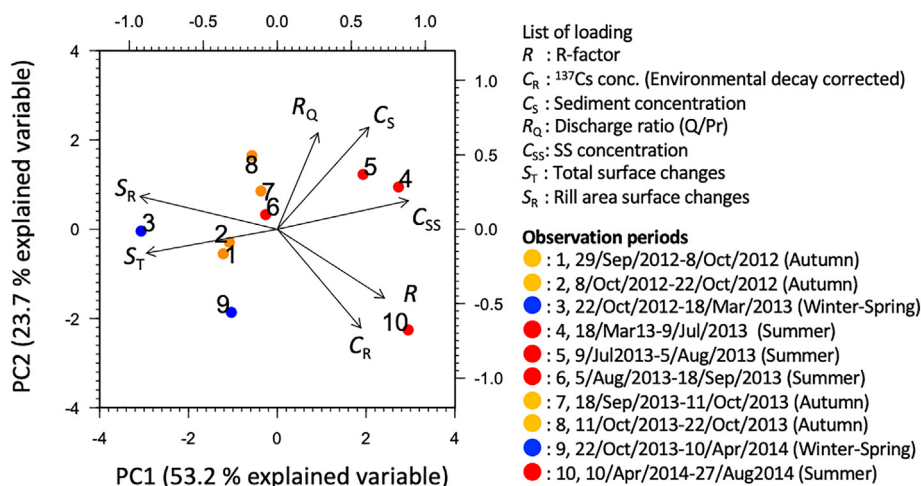 -1.0 0.0 0.5 1.0
4
2
0
-2
-4
1.0
0.5
0.0
-0.5
-1.0
-4 -2 0 2 4
PC2 (23.7 % explained variable)
PC1 (53.2 % explained variable)
RQ
CS
8
5
4
7
SR
6
3
CSS
2
ST
1
9
R
10
CR
List of loading
R : R-factor
CR : 137Cs conc. (Environmental decay corrected)
CS : Sediment concentration
RQ : Discharge ratio (Q/Pr)
CSS : SS concentration
ST : Total surface changes
SR : Rill area surface changes
Observation periods
: 1, 29/Sep/2012-8/Oct/2012 (Autumn)
: 2, 8/Oct/2012-22/Oct/2012 (Autumn)
: 3, 22/Oct/2012-18/Mar/2013 (Winter-Spring)
: 4, 18/Mar13-9/Jul/2013 (Summer)
: 5, 9/Jul2013-5/Aug/2013 (Summer)
: 6, 5/Aug/2013-18/Sep/2013 (Summer)
: 7, 18/Sep/2013-11/Oct/2013 (Autumn)
: 8, 11/Oct/2013-22/Oct/2013 (Autumn)
: 9, 22/Oct/2013-10/Apr/2014 (Winter-Spring)
: 10, 10/Apr/2014-27/Aug2014 (Summer)